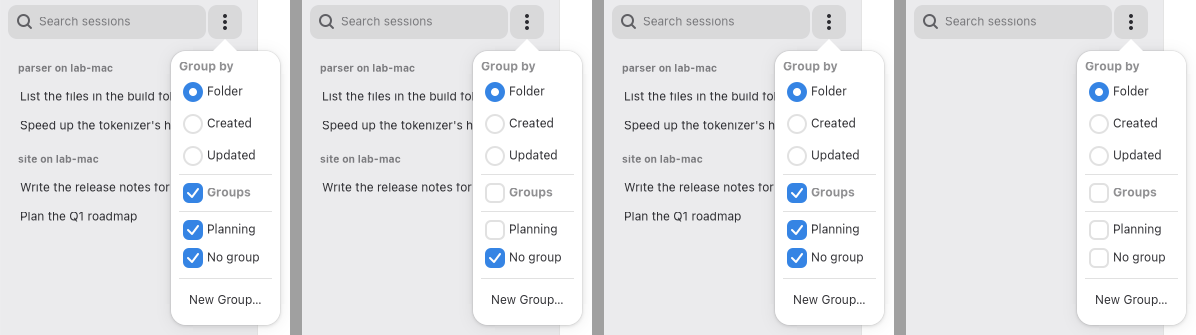 Search sessions
parser on lab-mac
List the files in the build fol
Speed up the tokenizer's h
site on lab-mac
Write the release notes for
Plan the Q1 roadmap
Group by
Folder
Created
Updated
Groups
Planning
No group
New Group...
Search sessions
parser on lab-mac
List the files in the build fol
Speed up the tokenizer's h
site on lab-mac
Write the release notes for
Group by
Folder
Created
Updated
Groups
Planning
No group
New Group...
Search sessions
parser on lab-mac
List the files in the build fol
Speed up the tokenizer's h
site on lab-mac
Write the release notes for
Plan the Q1 roadmap
Group by
Folder
Created
Updated
Groups
Planning
No group
New Group...
Search sessions
Group by
Folder
Created
Updated
Groups
Planning
No group
New Group...